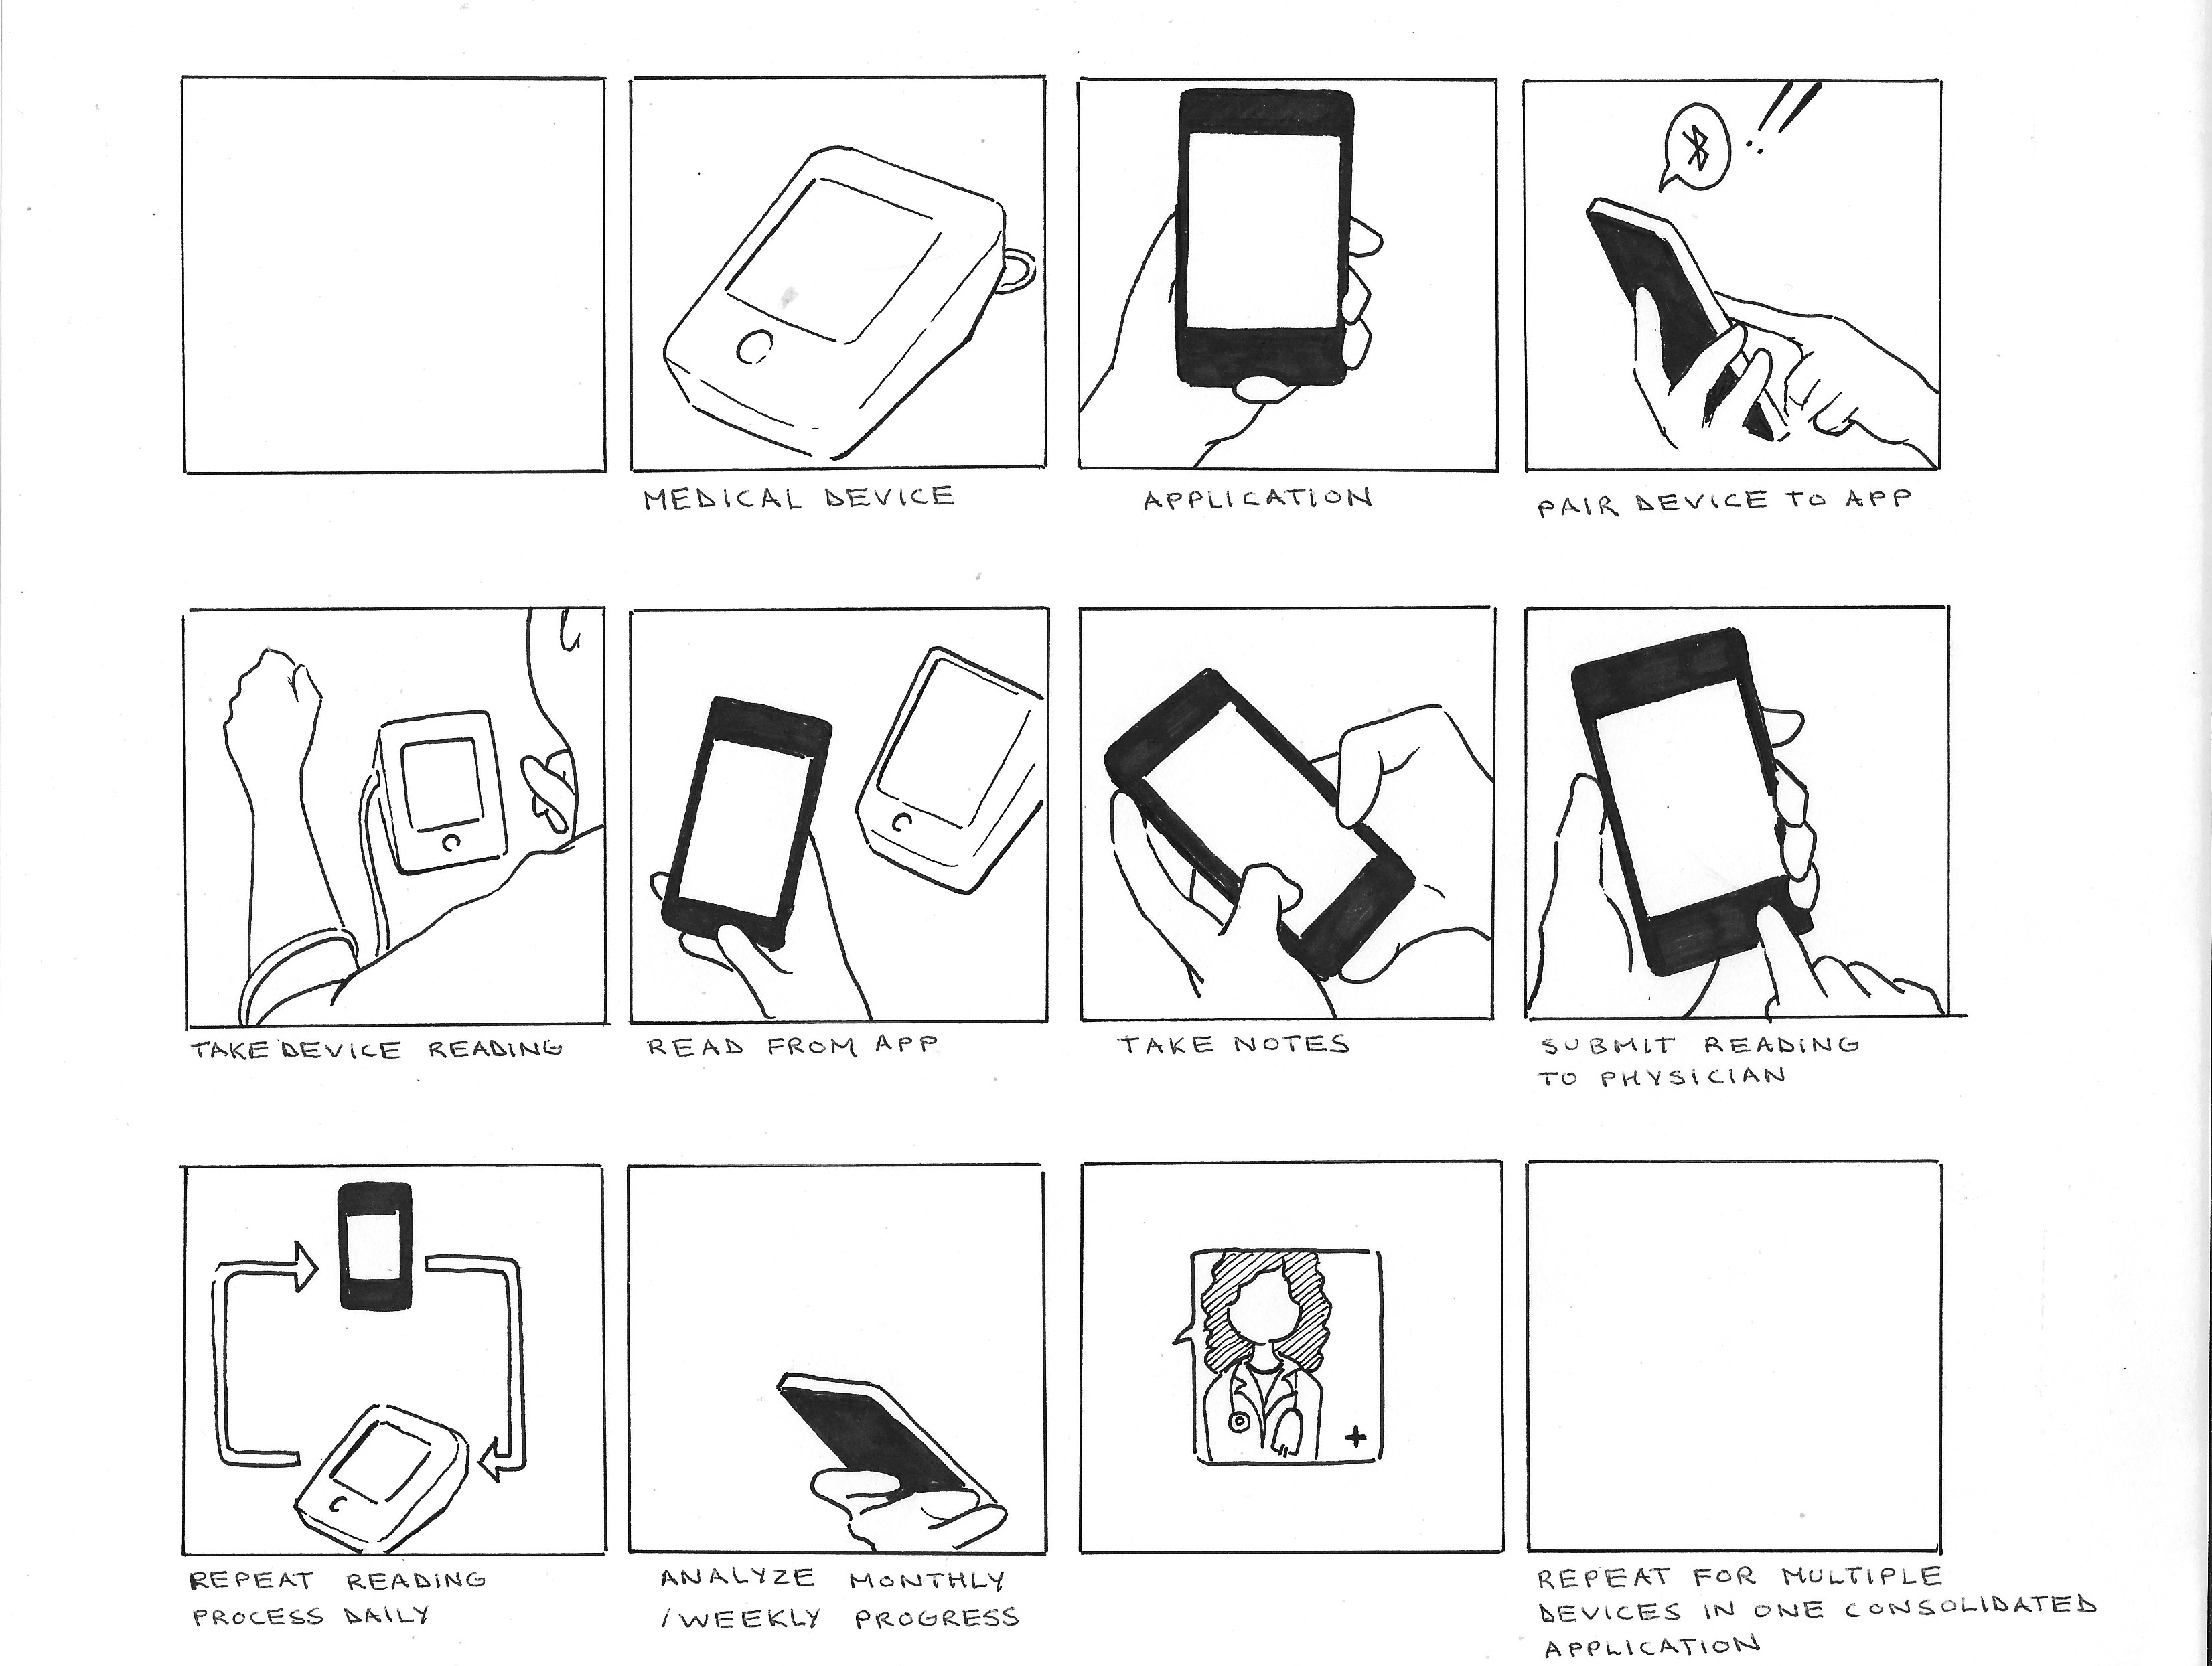 MEDICAL DEVICE
APPLICATION
PAIR DEVICE TO APP
TAKE DEVICE READING
READ FROM APP
TAKE NOTES
SUBMIT READING
TO PHYSICIAN
REPEAT READING
PROCESS DAILY
ANALYZE MONTHLY
/WEEKLY PROGRESS
REPEAT FOR MULTIPLE
DEVICES IN ONE CONSOLIDATED
APPLICATION